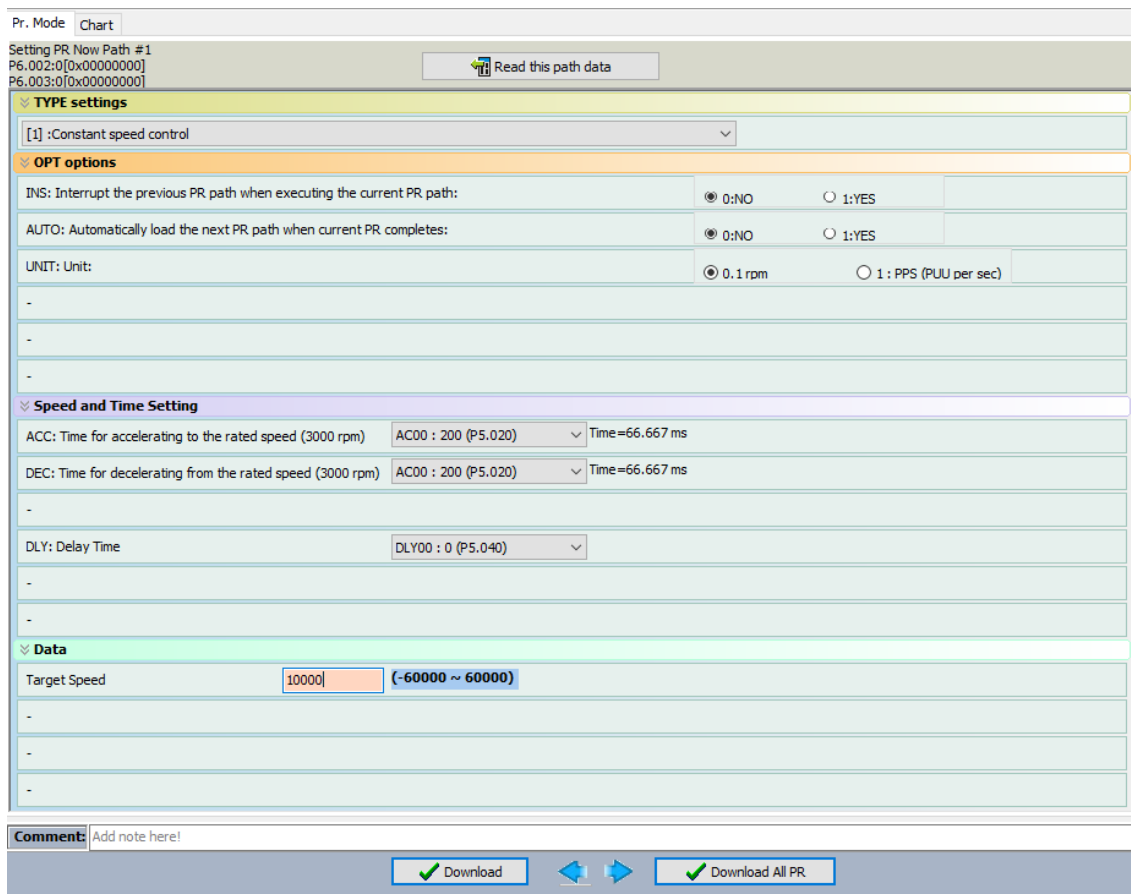 Pr. Mode Chart
Setting PR Now Path #1
P6.002:0[0x00000000]
P6.003:0[0x00000000]
Read this path data
TYPE settings
[1] :Constant speed control
OPT options
INS: Interrupt the previous PR path when executing the current PR path: 0:NO 1:YES
AUTO: Automatically load the next PR path when current PR completes: 0:NO 1:YES
UNIT: Unit: 0.1 rpm 1 : PPS (PUU per sec)
-
-
-
Speed and Time Setting
ACC: Time for accelerating to the rated speed (3000 rpm) AC00 : 200 (P5.020) Time=66.667 ms
DEC: Time for decelerating from the rated speed (3000 rpm) AC00 : 200 (P5.020) Time=66.667 ms
-
DLY: Delay Time DLY00 : 0 (P5.040)
-
-
Data
Target Speed 10000 (-60000 ~ 60000)
-
-
-
Comment: Add note here!
Download Download All PR